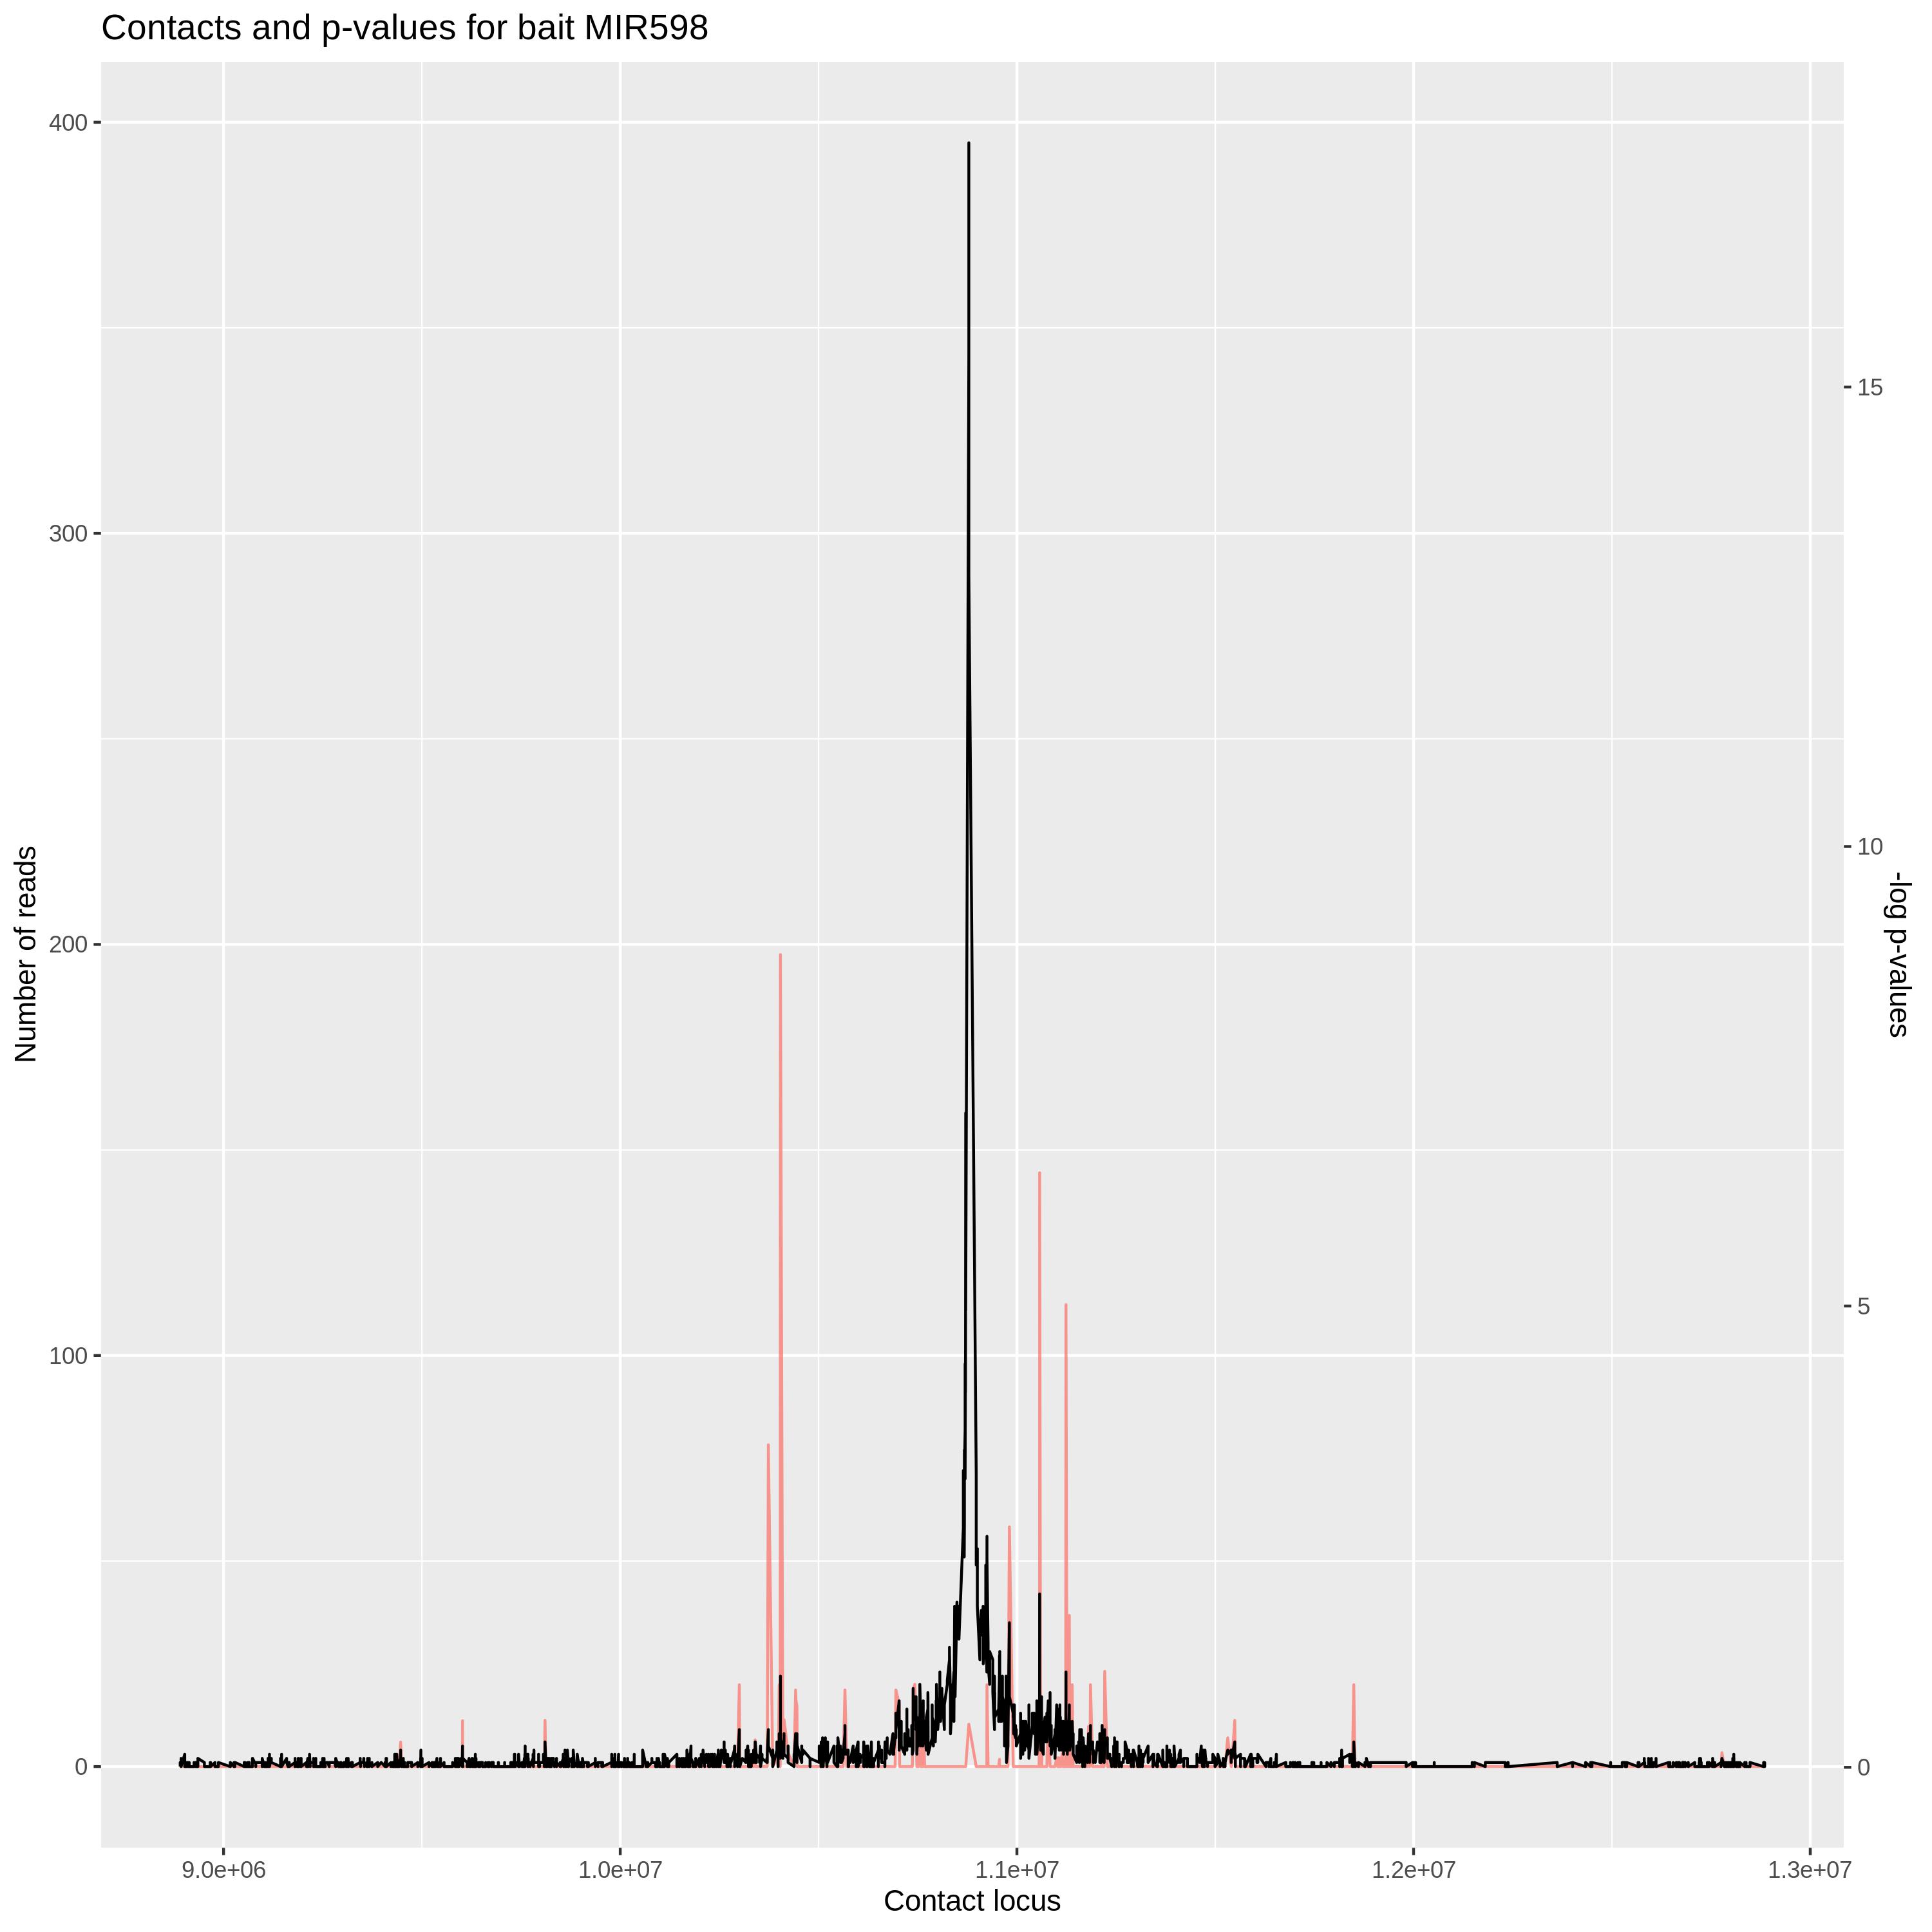 Contacts and p-values for bait MIR598
400
300
200
100
0
Number of reads
15
10
5
0
-log p-values
9.0e+06
1.0e+07
1.1e+07
1.2e+07
1.3e+07
Contact locus